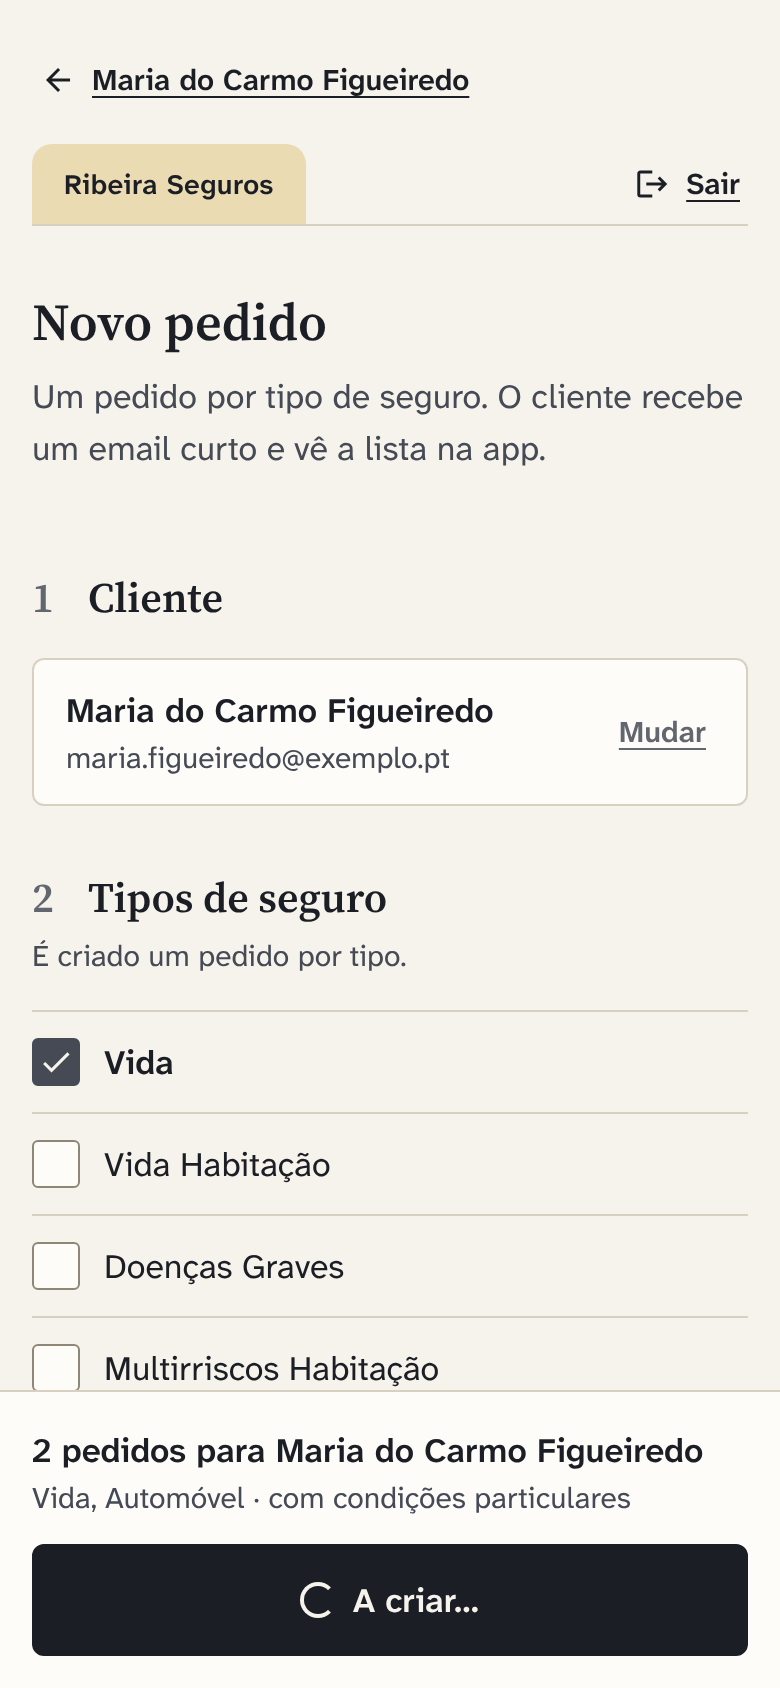 Maria do Carmo Figueiredo
Ribeira Seguros
Sair
Novo pedido
Um pedido por tipo de seguro. O cliente recebe
um email curto e vê a lista na app.
1 Cliente
Maria do Carmo Figueiredo
maria.figueiredo@exemplo.pt
Mudar
2 Tipos de seguro
É criado um pedido por tipo.
Vida
Vida Habitação
Doenças Graves
Multirriscos Habitação
2 pedidos para Maria do Carmo Figueiredo
Vida, Automóvel · com condições particulares
A criar...